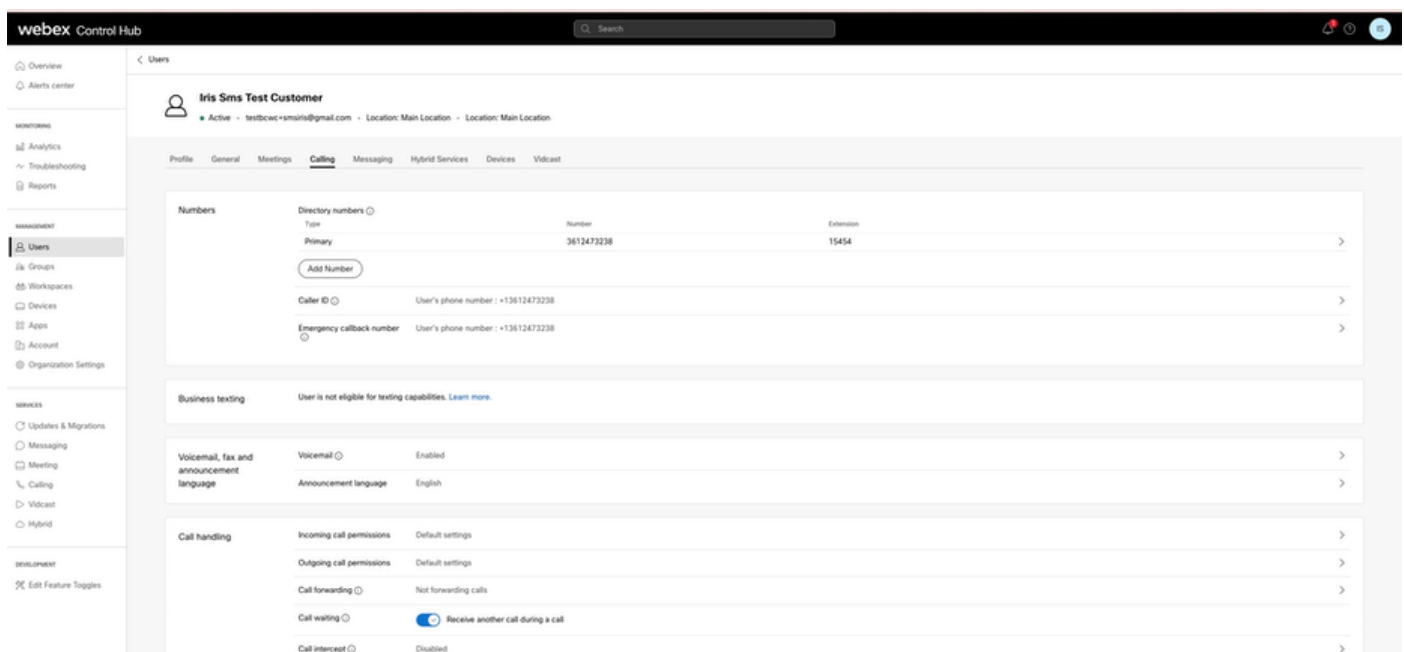 webex Control Hub
Search
IS
Overview
Alerts center
MONITORING
Analytics
Troubleshooting
Reports
MANAGEMENT
Users
Groups
Workspaces
Devices
Apps
Account
Organization Settings
SERVICES
Updates & Migrations
Messaging
Meeting
Calling
Vidcast
Hybrid
DEVELOPMENT
Edit Feature Toggles
Users
Iris Sms Test Customer
Active - testbcwc+smsiris@gmail.com - Location: Main Location - Location: Main Location
Profile General Meetings Calling Messaging Hybrid Services Devices Vidcast
Numbers
Directory numbers
Type Number Extension
Primary 3612473238 15454
Add Number
Caller ID User's phone number : +13612473238
Emergency callback number User's phone number : +13612473238
Business texting
User is not eligible for texting capabilities. Learn more.
Voicemail, fax and
announcement
language
Voicemail Enabled
Announcement language English
Call handling
Incoming call permissions Default settings
Outgoing call permissions Default settings
Call forwarding Not forwarding calls
Call waiting Receive another call during a call
Call intercept Disabled